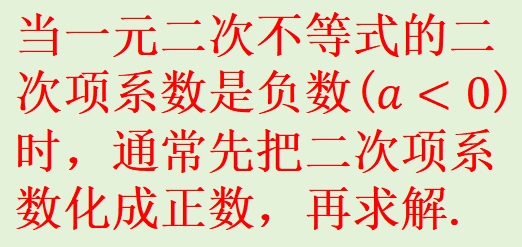 当一元二次不等式的二
次项系数是负数(a < 0)
时，通常先把二次项系
数化成正数，再求解.